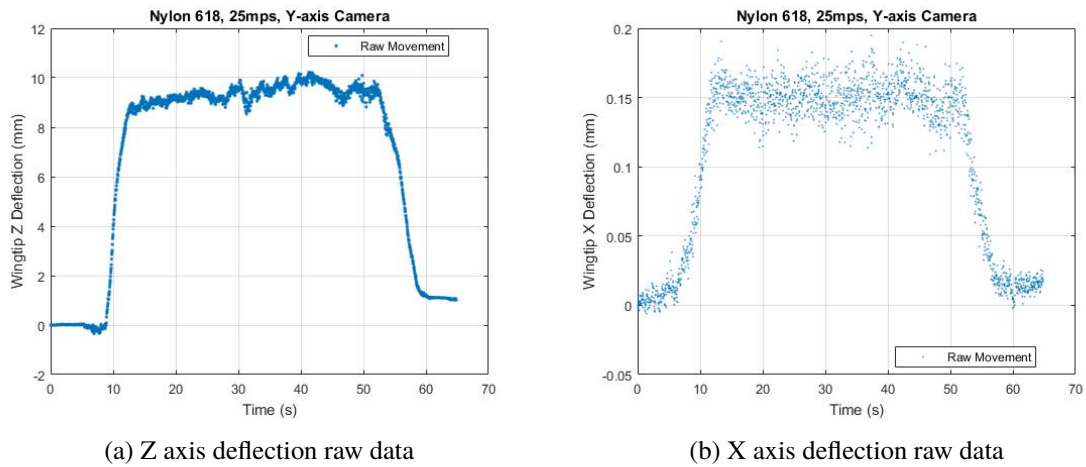 Nylon 618, 25mps, Y-axis Camera
Raw Movement
12
10
8
6
4
2
0
-2
Wingtip Z Deflection (mm)
0 10 20 30 40 50 60 70
Time (s)
(a) Z axis deflection raw data
Nylon 618, 25mps, Y-axis Camera
0.2
0.15
0.1
0.05
0
-0.05
Wingtip X Deflection (mm)
Raw Movement
0 10 20 30 40 50 60 70
Time (s)
(b) X axis deflection raw data